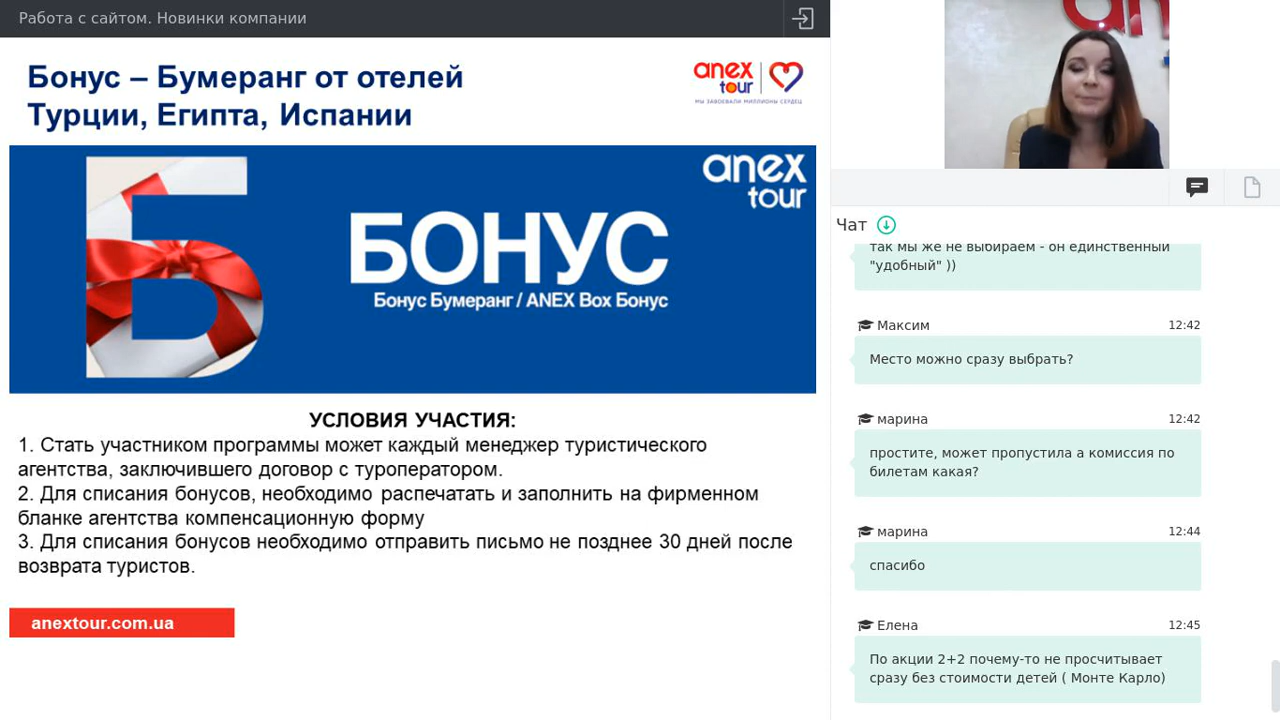 Работа с сайтом. Новинки компании
Бонус – Бумеранг от отелей
Турции, Египта, Испании
anex
tour
МЫ ЗАВОЕВАЛИ МИЛЛИОНЫ СЕРДЕЦ
anex
tour
Б
БОНУС
Бонус Бумеранг / ANEX Box Бонус
УСЛОВИЯ УЧАСТИЯ:
1. Стать участником программы может каждый менеджер туристического
агентства, заключившего договор с туроператором.
2. Для списания бонусов, необходимо распечатать и заполнить на фирменном
бланке агентства компенсационную форму
3. Для списания бонусов необходимо отправить письмо не позднее 30 дней после
возврата туристов.
anextour.com.ua
Чат
так мы же не выбираем - он единственный
"удобный" ))
Максим 12:42
Место можно сразу выбрать?
марина 12:42
простите, может пропустила а комиссия по
билетам какая?
марина 12:44
спасибо
Елена 12:45
По акции 2+2 почему-то не просчитывает
сразу без стоимости детей ( Монте Карло)